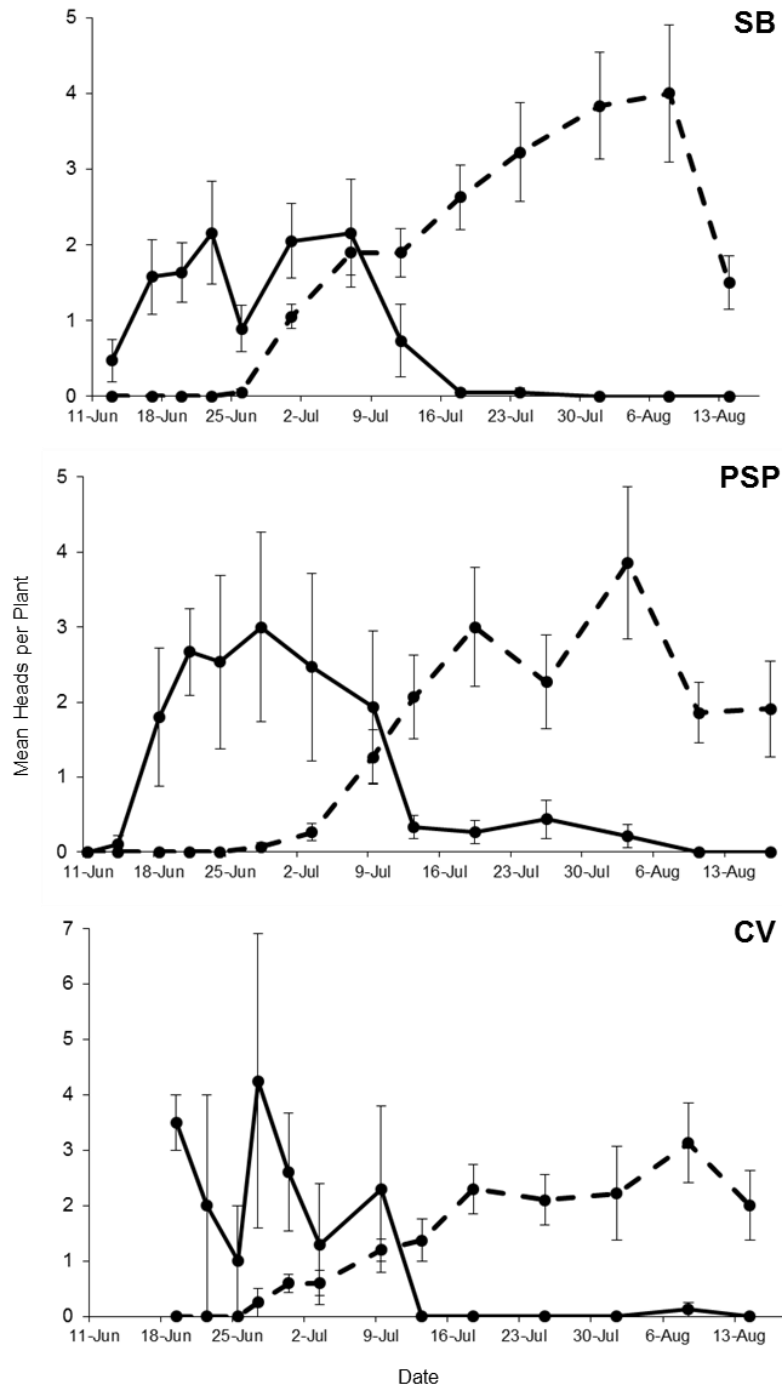 SB
5
4
3
2
1
0
11-Jun 18-Jun 25-Jun 2-Jul 9-Jul 16-Jul 23-Jul 30-Jul 6-Aug 13-Aug
Mean Heads per Plant
PSP
5
4
3
2
1
0
11-Jun 18-Jun 25-Jun 2-Jul 9-Jul 16-Jul 23-Jul 30-Jul 6-Aug 13-Aug
CV
7
6
5
4
3
2
1
0
11-Jun 18-Jun 25-Jun 2-Jul 9-Jul 16-Jul 23-Jul 30-Jul 6-Aug 13-Aug
Date